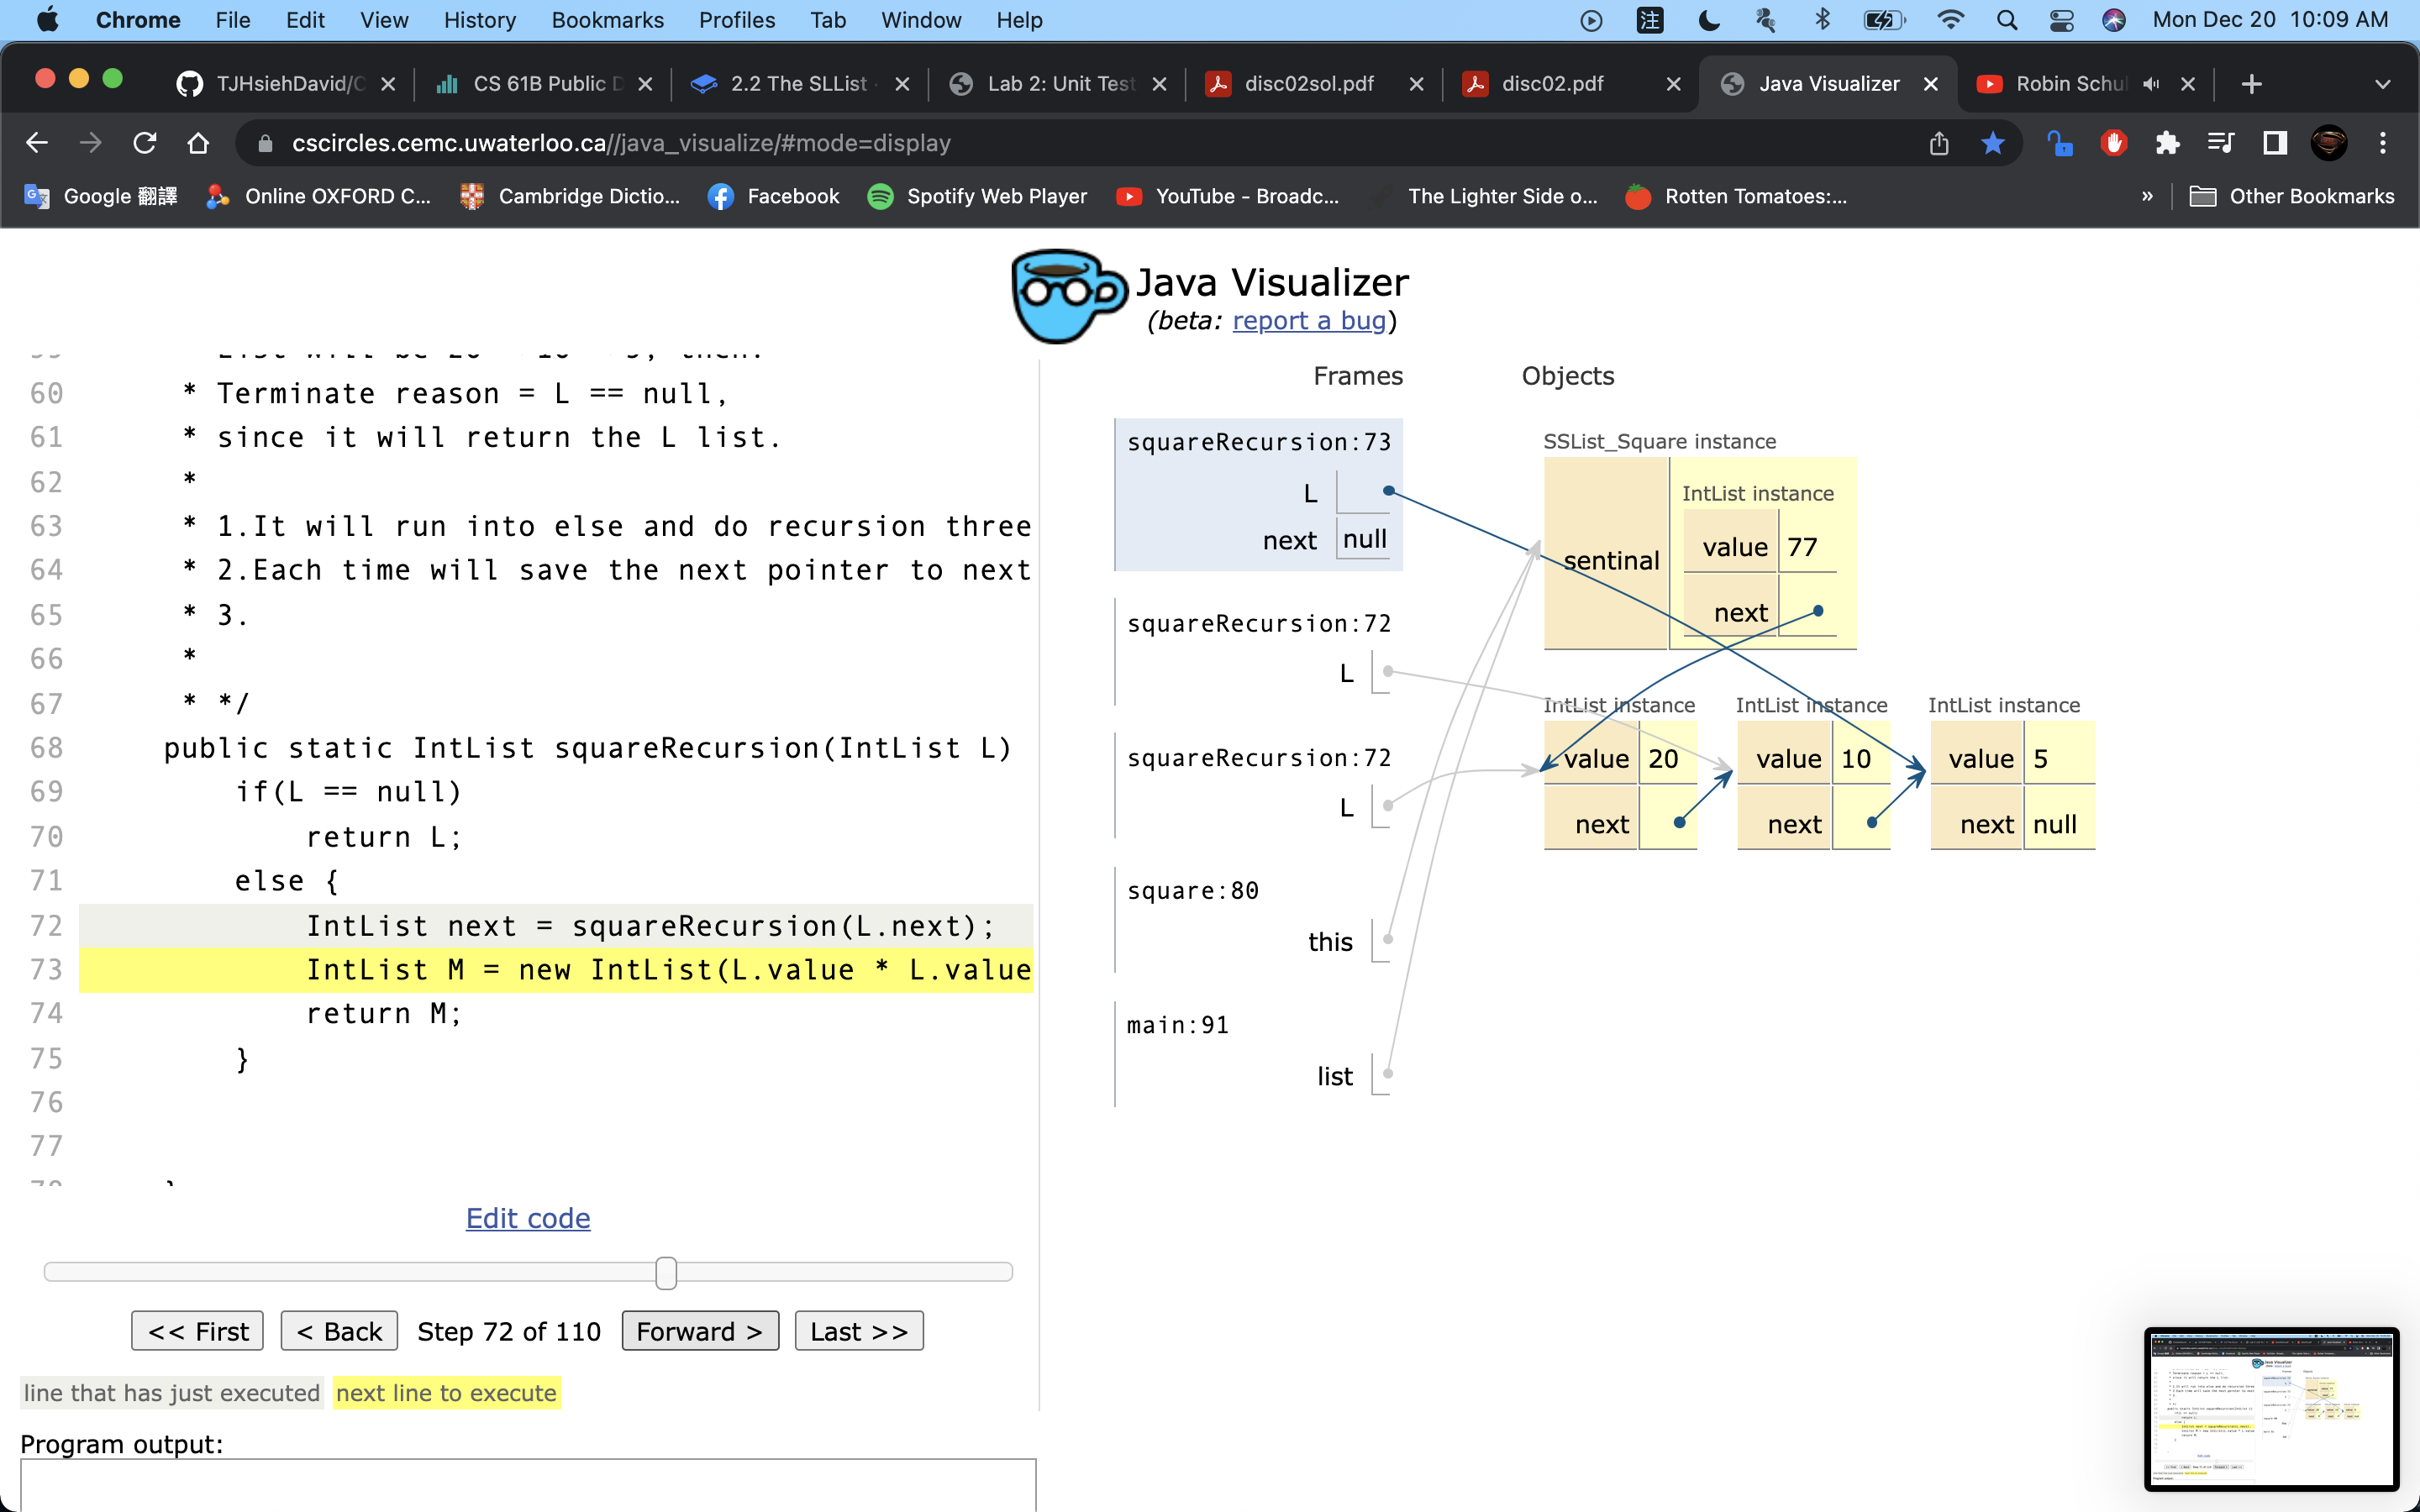 Chrome File Edit View History Bookmarks Profiles Tab Window Help 注 Mon Dec 20 10:09 AM
TJHsiehDavid/C CS 61B Public D 2.2 The SLList · Lab 2: Unit Test disc02sol.pdf disc02.pdf Java Visualizer Robin Schul
cscircles.cemc.uwaterloo.ca//java_visualize/#mode=display
Google 翻譯 Online OXFORD C... Cambridge Dictio... Facebook Spotify Web Player YouTube - Broadc... The Lighter Side o... Rotten Tomatoes:... » Other Bookmarks
Java Visualizer
(beta: report a bug)
60 * Terminate reason = L == null,
61 * since it will return the L list.
62 *
63 * 1.It will run into else and do recursion three
64 * 2.Each time will save the next pointer to next
65 * 3.
66 *
67 * */
68 public static IntList squareRecursion(IntList L)
69 if(L == null)
70 return L;
71 else {
72 IntList next = squareRecursion(L.next);
73 IntList M = new IntList(L.value * L.value
74 return M;
75 }
76
77
Edit code
<< First < Back Step 72 of 110 Forward > Last >>
line that has just executed next line to execute
Program output:
Frames Objects
squareRecursion:73
L
next null
squareRecursion:72
L
squareRecursion:72
L
square:80
this
main:91
list
SSList_Square instance
sentinal
IntList instance
value 77
next
IntList instance IntList instance IntList instance
value 20 value 10 value 5
next next next null